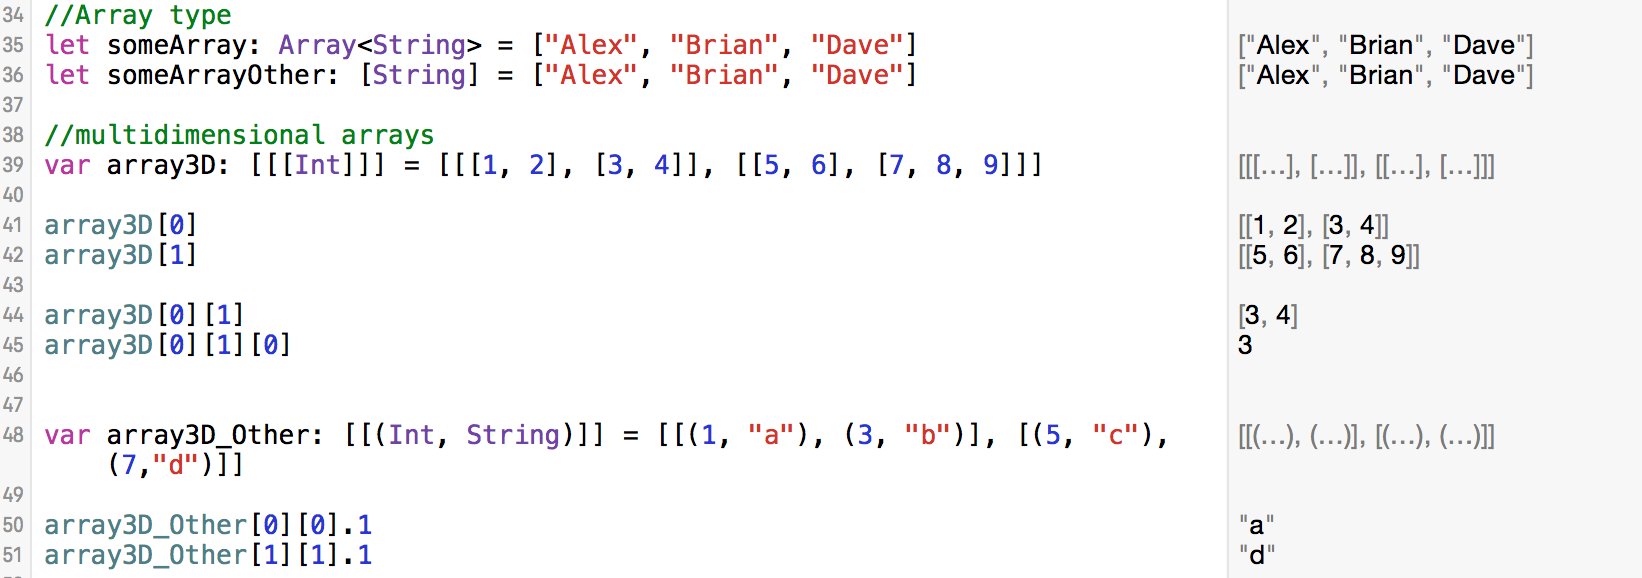 34 //Array type
35 let someArray: Array<String> = ["Alex", "Brian", "Dave"] ["Alex", "Brian", "Dave"]
36 let someArrayOther: [String] = ["Alex", "Brian", "Dave"] ["Alex", "Brian", "Dave"]
37
38 //multidimensional arrays
39 var array3D: [[[Int]]] = [[[1, 2], [3, 4]], [[5, 6], [7, 8, 9]]] [[[…], […]], [[…], […]]]
40
41 array3D[0] [[1, 2], [3, 4]]
42 array3D[1] [[5, 6], [7, 8, 9]]
43
44 array3D[0][1] [3, 4]
45 array3D[0][1][0] 3
46
47
48 var array3D_Other: [[(Int, String)]] = [[(1, "a"), (3, "b")], [(5, "c"), [[(…), (…)], [(…), (…)]]
(7,"d")]]
49
50 array3D_Other[0][0].1 "a"
51 array3D_Other[1][1].1 "d"